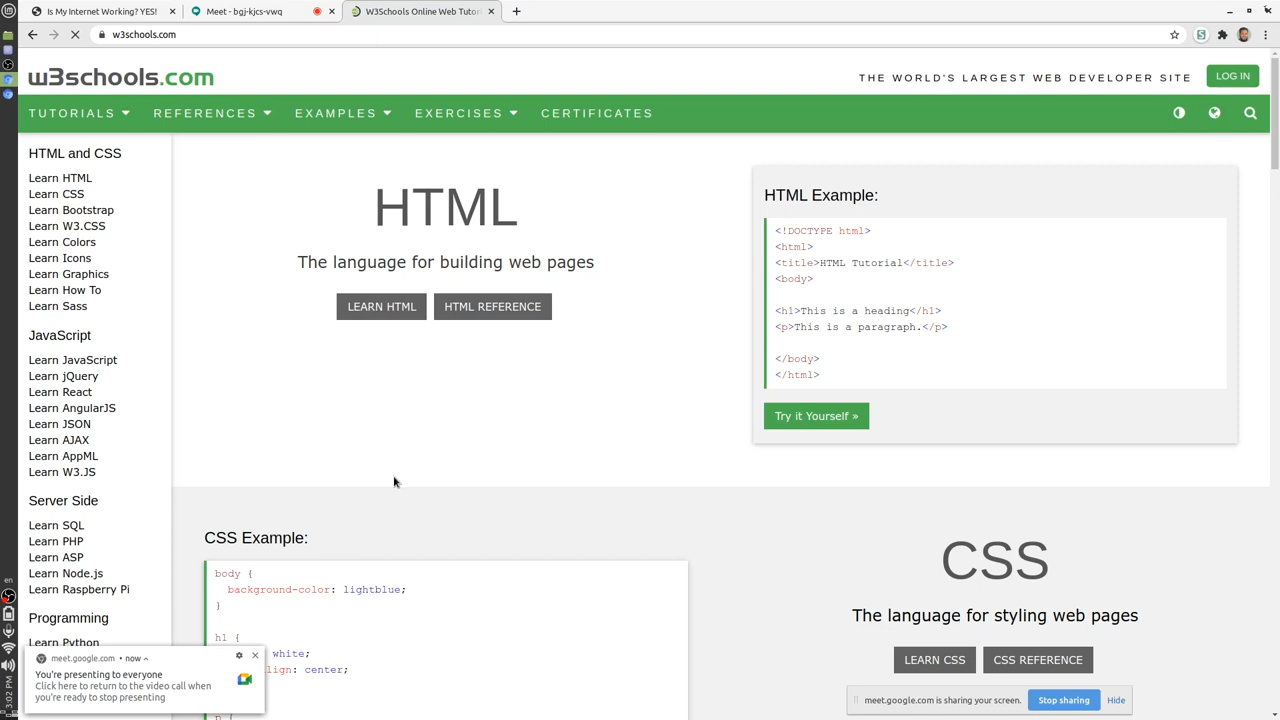 Is My Internet Working? YES!
Meet - bgj-kjcs-vwq
W3Schools Online Web Tutor
w3schools.com
w3schools.com
THE WORLD'S LARGEST WEB DEVELOPER SITE
LOG IN
TUTORIALS REFERENCES EXAMPLES EXERCISES CERTIFICATES
HTML and CSS
Learn HTML
Learn CSS
Learn Bootstrap
Learn W3.CSS
Learn Colors
Learn Icons
Learn Graphics
Learn How To
Learn Sass
JavaScript
Learn JavaScript
Learn jQuery
Learn React
Learn AngularJS
Learn JSON
Learn AJAX
Learn AppML
Learn W3.JS
Server Side
Learn SQL
Learn PHP
Learn ASP
Learn Node.js
Learn Raspberry Pi
Programming
Learn Python
HTML
The language for building web pages
LEARN HTML
HTML REFERENCE
HTML Example:
<!DOCTYPE html>
<html>
<title>HTML Tutorial</title>
<body>
<h1>This is a heading</h1>
<p>This is a paragraph.</p>
</body>
</html>
Try it Yourself »
CSS Example:
body {
background-color: lightblue;
}
h1 {
white;
lign: center;
}
p {
CSS
The language for styling web pages
LEARN CSS
CSS REFERENCE
meet.google.com • now
You're presenting to everyone
Click here to return to the video call when
you're ready to stop presenting
meet.google.com is sharing your screen.
Stop sharing
Hide
en
3:02 PM